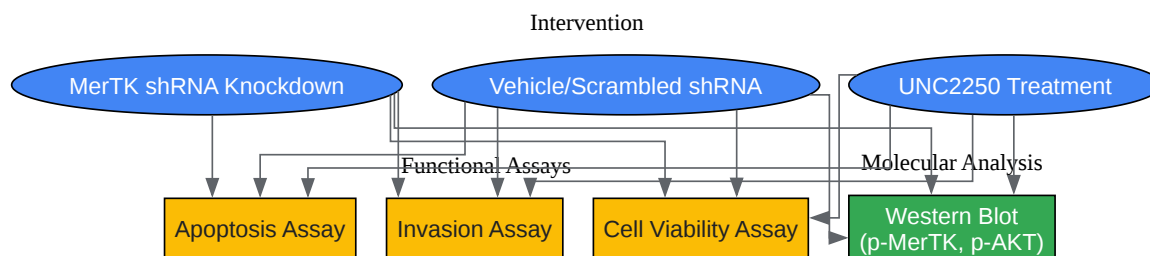 Intervention
MerTK shRNA Knockdown
Vehicle/Scrambled shRNA
UNC2250 Treatment
Functional Assays
Molecular Analysis
Apoptosis Assay
Invasion Assay
Cell Viability Assay
Western Blot
(p-MerTK, p-AKT)